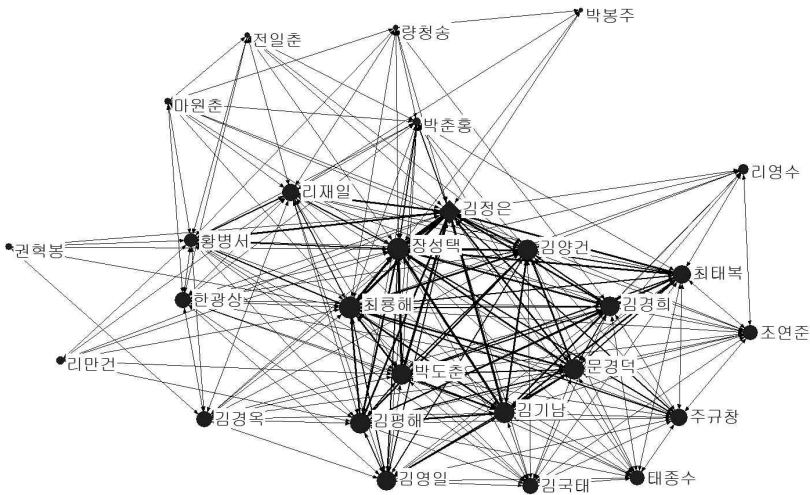 박봉주
전일춘
량청송
마원춘
박춘홍
리영수
리재일
김정은
황병서
장성택
김양건
권혁봉
최태복
한광상
최룡해
김경희
조연준
리만건
박도춘
문경덕
김경옥
김평해
김기남
주규창
김영일
김국태
태종수